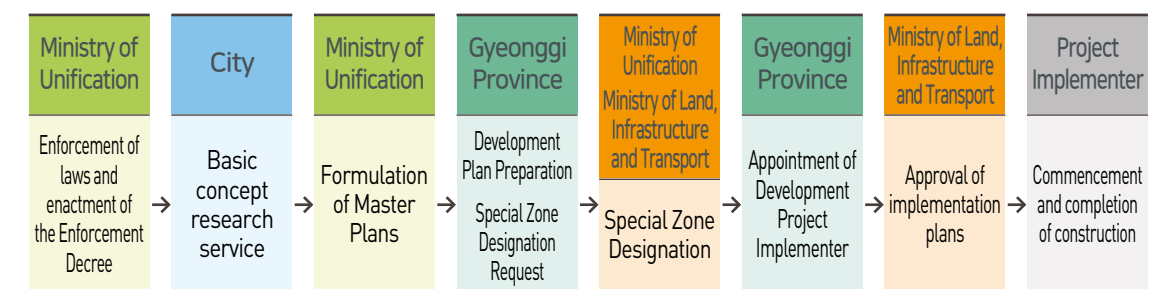 Ministry of
Unification
Enforcement of
laws and
enactment of
the Enforcement
Decree
→
City
Basic
concept
research
service
→
Ministry of
Unification
Formulation
of Master
Plans
→
Gyeonggi
Province
Development
Plan Preparation
Special Zone
Designation
Request
→
Ministry of
Unification
Ministry of Land,
Infrastructure
and Transport
Special Zone
Designation
→
Gyeonggi
Province
Appointment of
Development
Project
Implementer
→
Ministry of Land,
Infrastructure
and Transport
Approval of
implementation
plans
→
Project
Implementer
Commencement
and completion
of construction